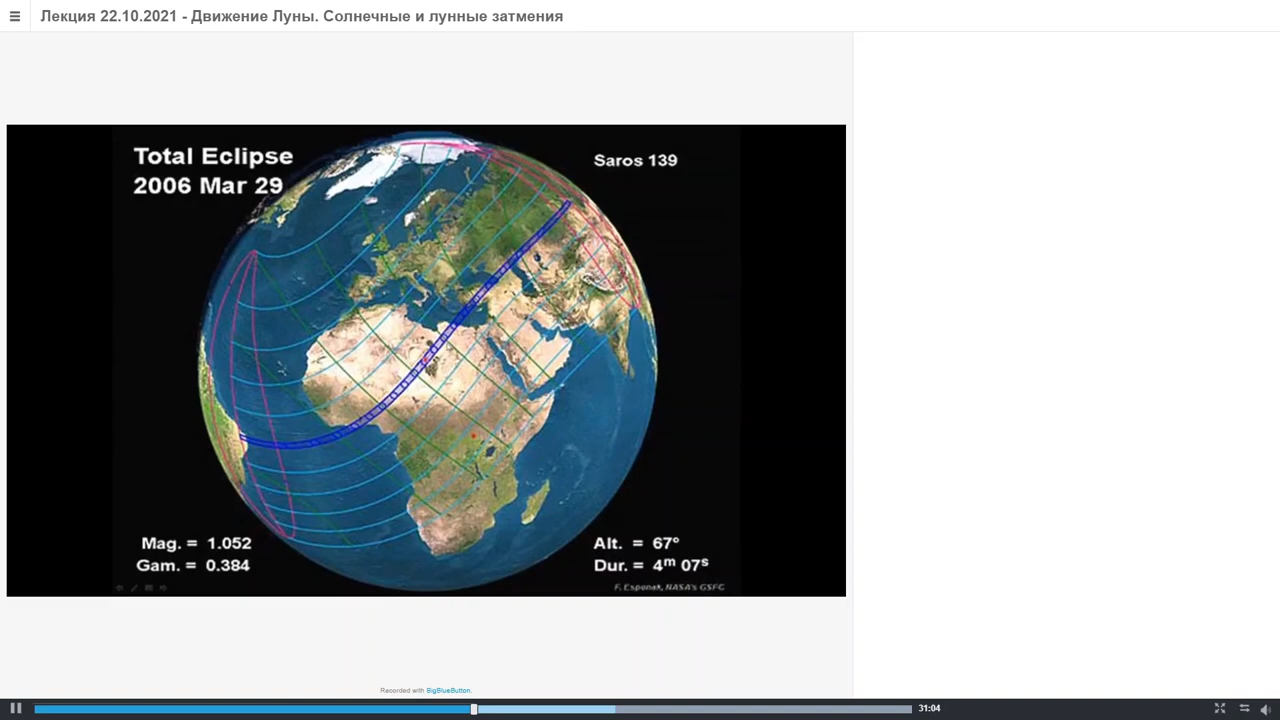 Лекция 22.10.2021 - Движение Луны. Солнечные и лунные затмения
Total Eclipse
2006 Mar 29
Saros 139
Mag. = 1.052
Gam. = 0.384
Alt. = 67°
Dur. = 4m 07s
F. Espenak, NASA's GSFC
Recorded with BigBlueButton.
31:04